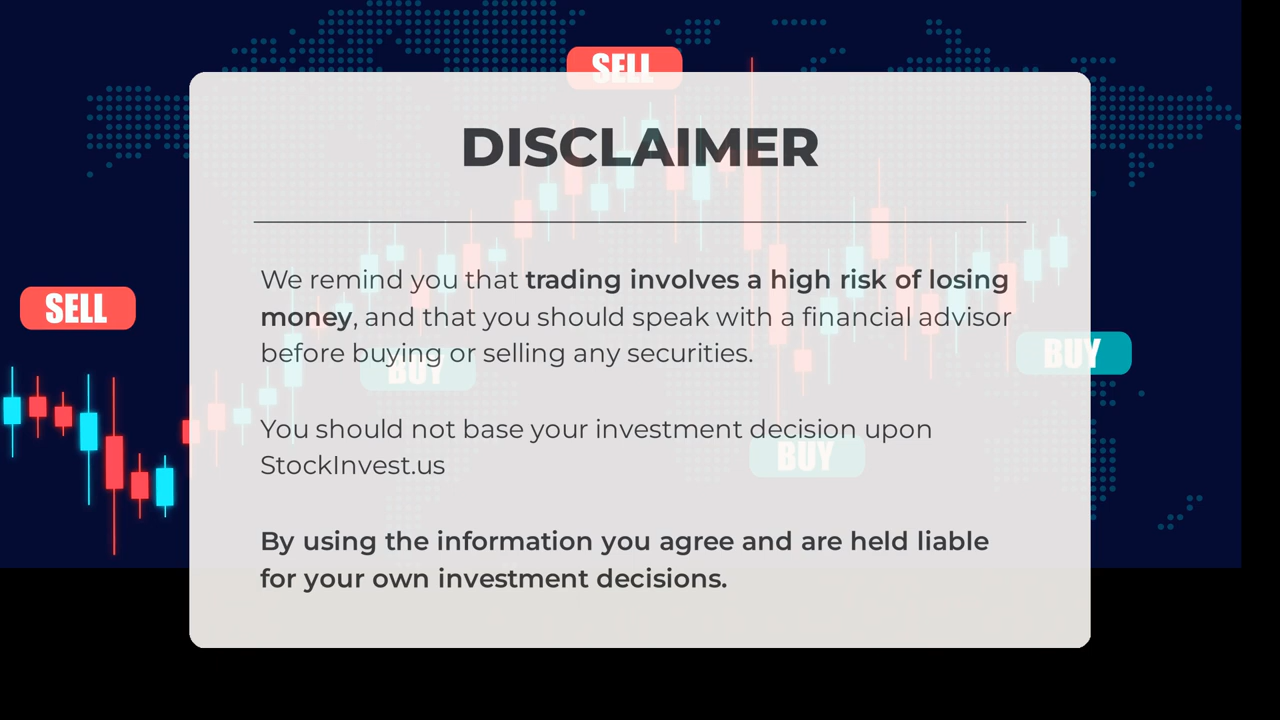 SELL
DISCLAIMER
We remind you that trading involves a high risk of losing
money, and that you should speak with a financial advisor
before buying or selling any securities.
You should not base your investment decision upon
StockInvest.us
By using the information you agree and are held liable
for your own investment decisions.
SELL
BUY
BUY
BUY